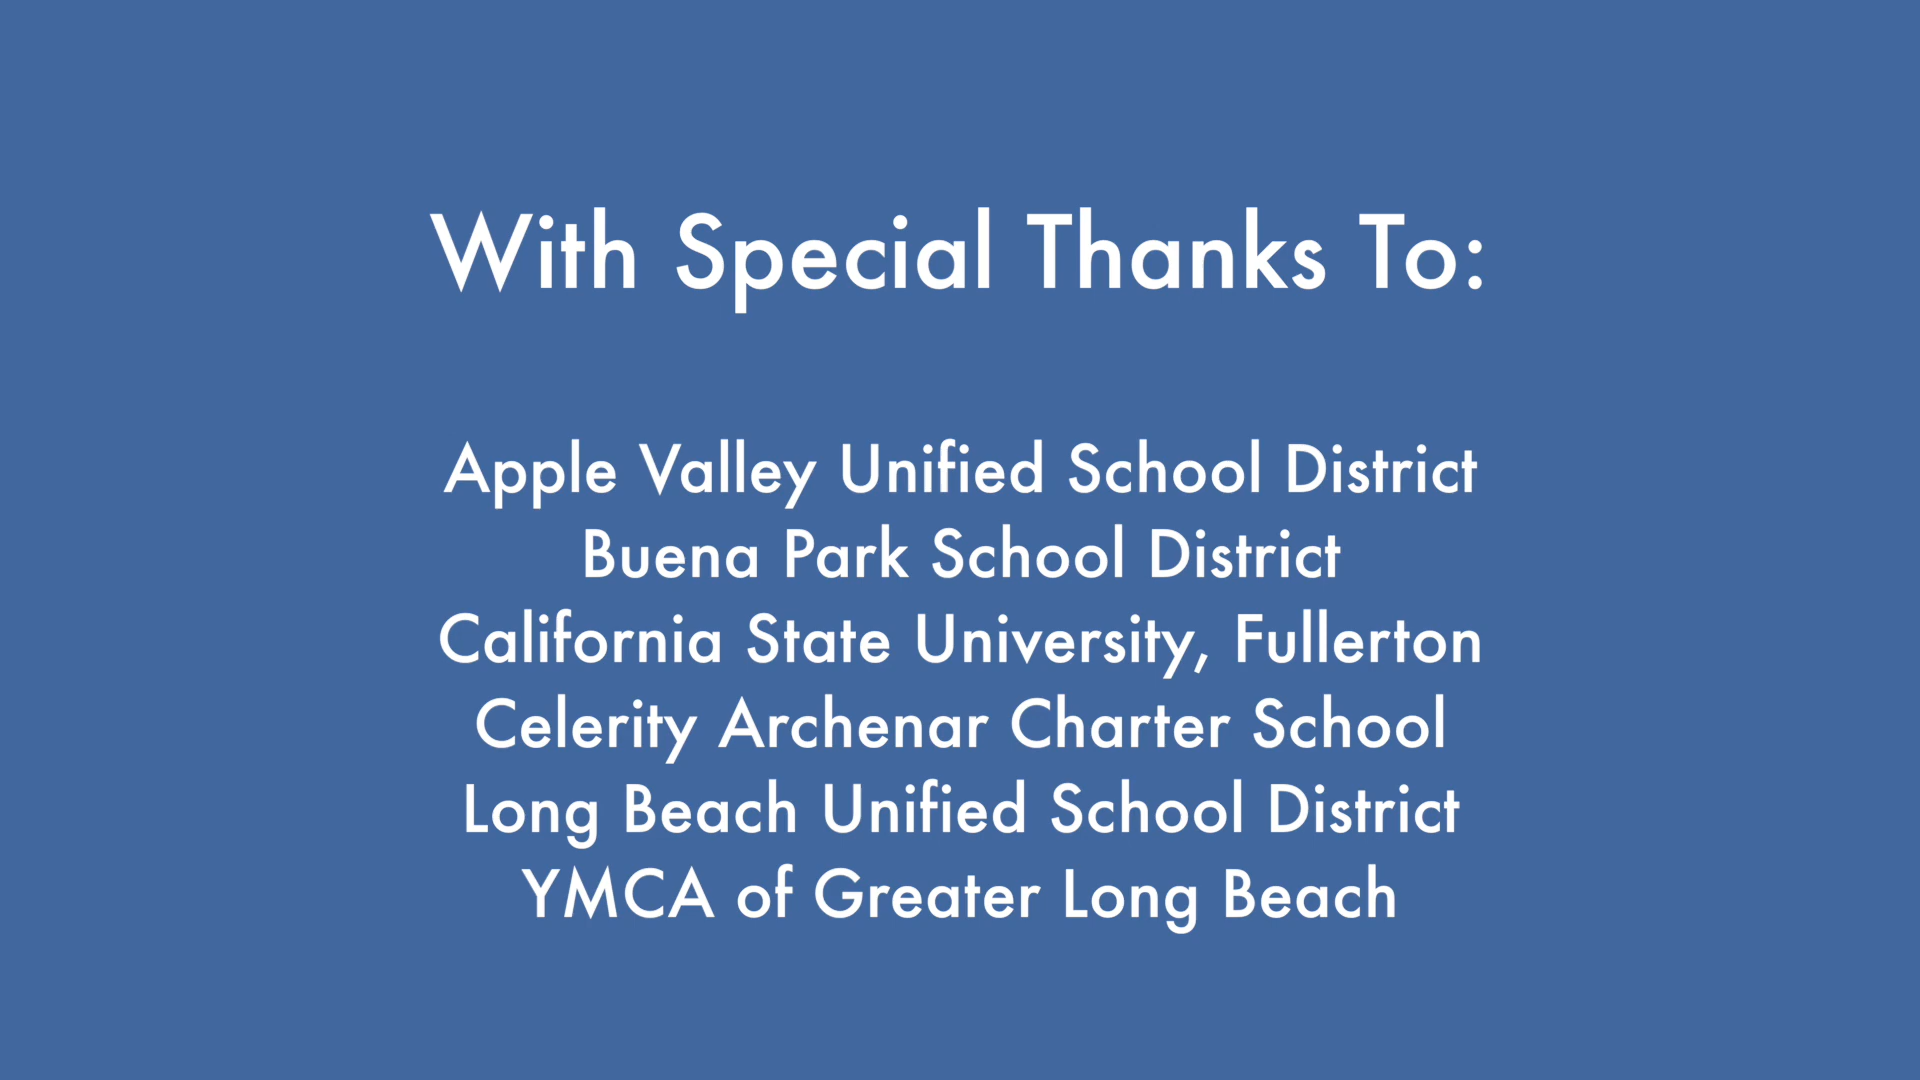 With Special Thanks To:
Apple Valley Unified School District
Buena Park School District
California State University, Fullerton
Celerity Archenar Charter School
Long Beach Unified School District
YMCA of Greater Long Beach